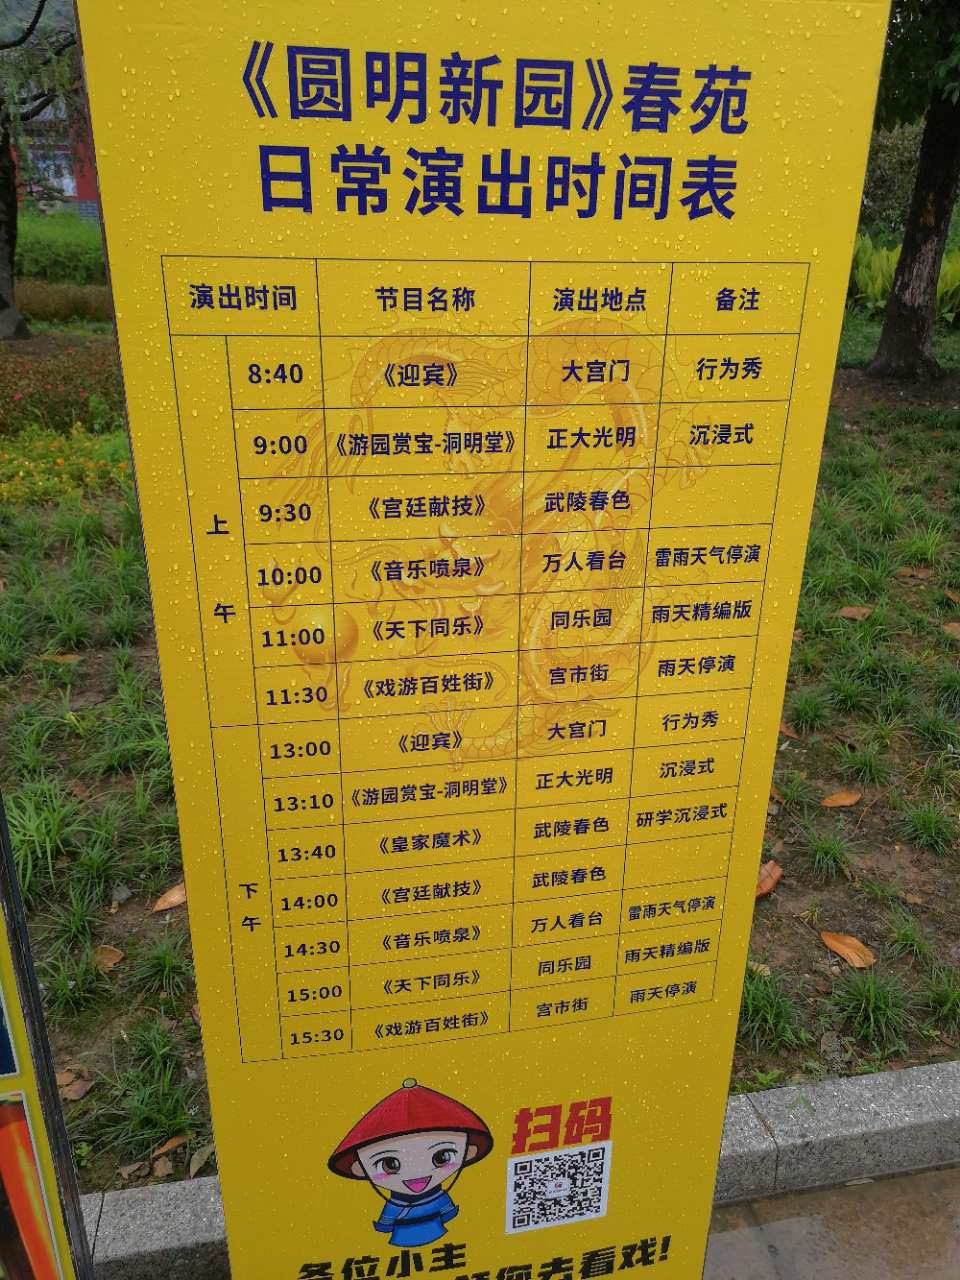 《圆明新园》春苑
日常演出时间表
演出时间 节目名称 演出地点 备注
上午
8:40 《迎宾》 大宫门 行为秀
9:00 《游园赏宝-洞明堂》 正大光明 沉浸式
9:30 《宫廷献技》 武陵春色
10:00 《音乐喷泉》 万人看台 雷雨天气停演
11:00 《天下同乐》 同乐园 雨天精编版
11:30 《戏游百姓街》 宫市街 雨天停演
下午
13:00 《迎宾》 大宫门 行为秀
13:10 《游园赏宝-洞明堂》 正大光明 沉浸式
13:40 《皇家魔术》 武陵春色 研学沉浸式
14:00 《宫廷献技》 武陵春色
14:30 《音乐喷泉》 万人看台 雷雨天气停演
15:00 《天下同乐》 同乐园 雨天精编版
15:30 《戏游百姓街》 宫市街 雨天停演
扫码
各位小主
你去看戏!